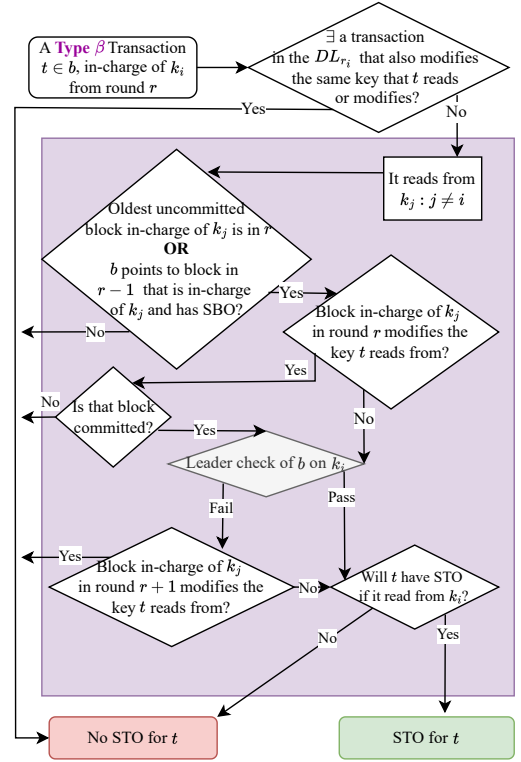 A Type β Transaction
t ∈ b, in-charge of k_i
from round r
∃ a transaction
in the DL_{r_i} that also modifies
the same key that t reads
or modifies?
Yes
No
It reads from
k_j : j ≠ i
Oldest uncommitted
block in-charge of k_j is in r
OR
b points to block in
r − 1 that is in-charge
of k_j and has SBO?
Yes
No
Block in-charge of k_j
in round r modifies the
key t reads from?
Yes
No
Is that block
committed?
No
Yes
Leader check of b on k_i
Fail
Pass
Block in-charge of k_j
in round r + 1 modifies the
key t reads from?
Yes
No
Will t have STO
if it read from k_i?
No
Yes
No STO for t
STO for t